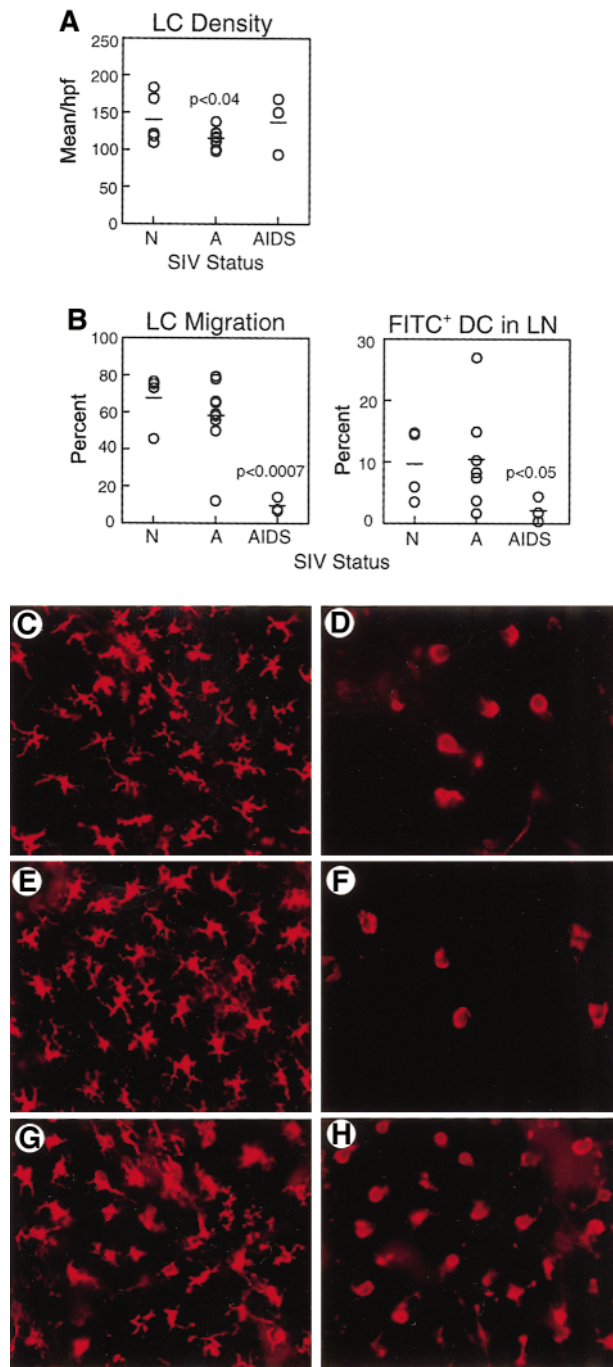 A
LC Density
250
200
150
100
50
0
Mean/hpf
p<0.04
N A AIDS
SIV Status
B
LC Migration
100
80
60
40
20
0
Percent
p<0.0007
N A AIDS
FITC⁺ DC in LN
30
20
10
0
Percent
p<0.05
N A AIDS
SIV Status
C
D
E
F
G
H